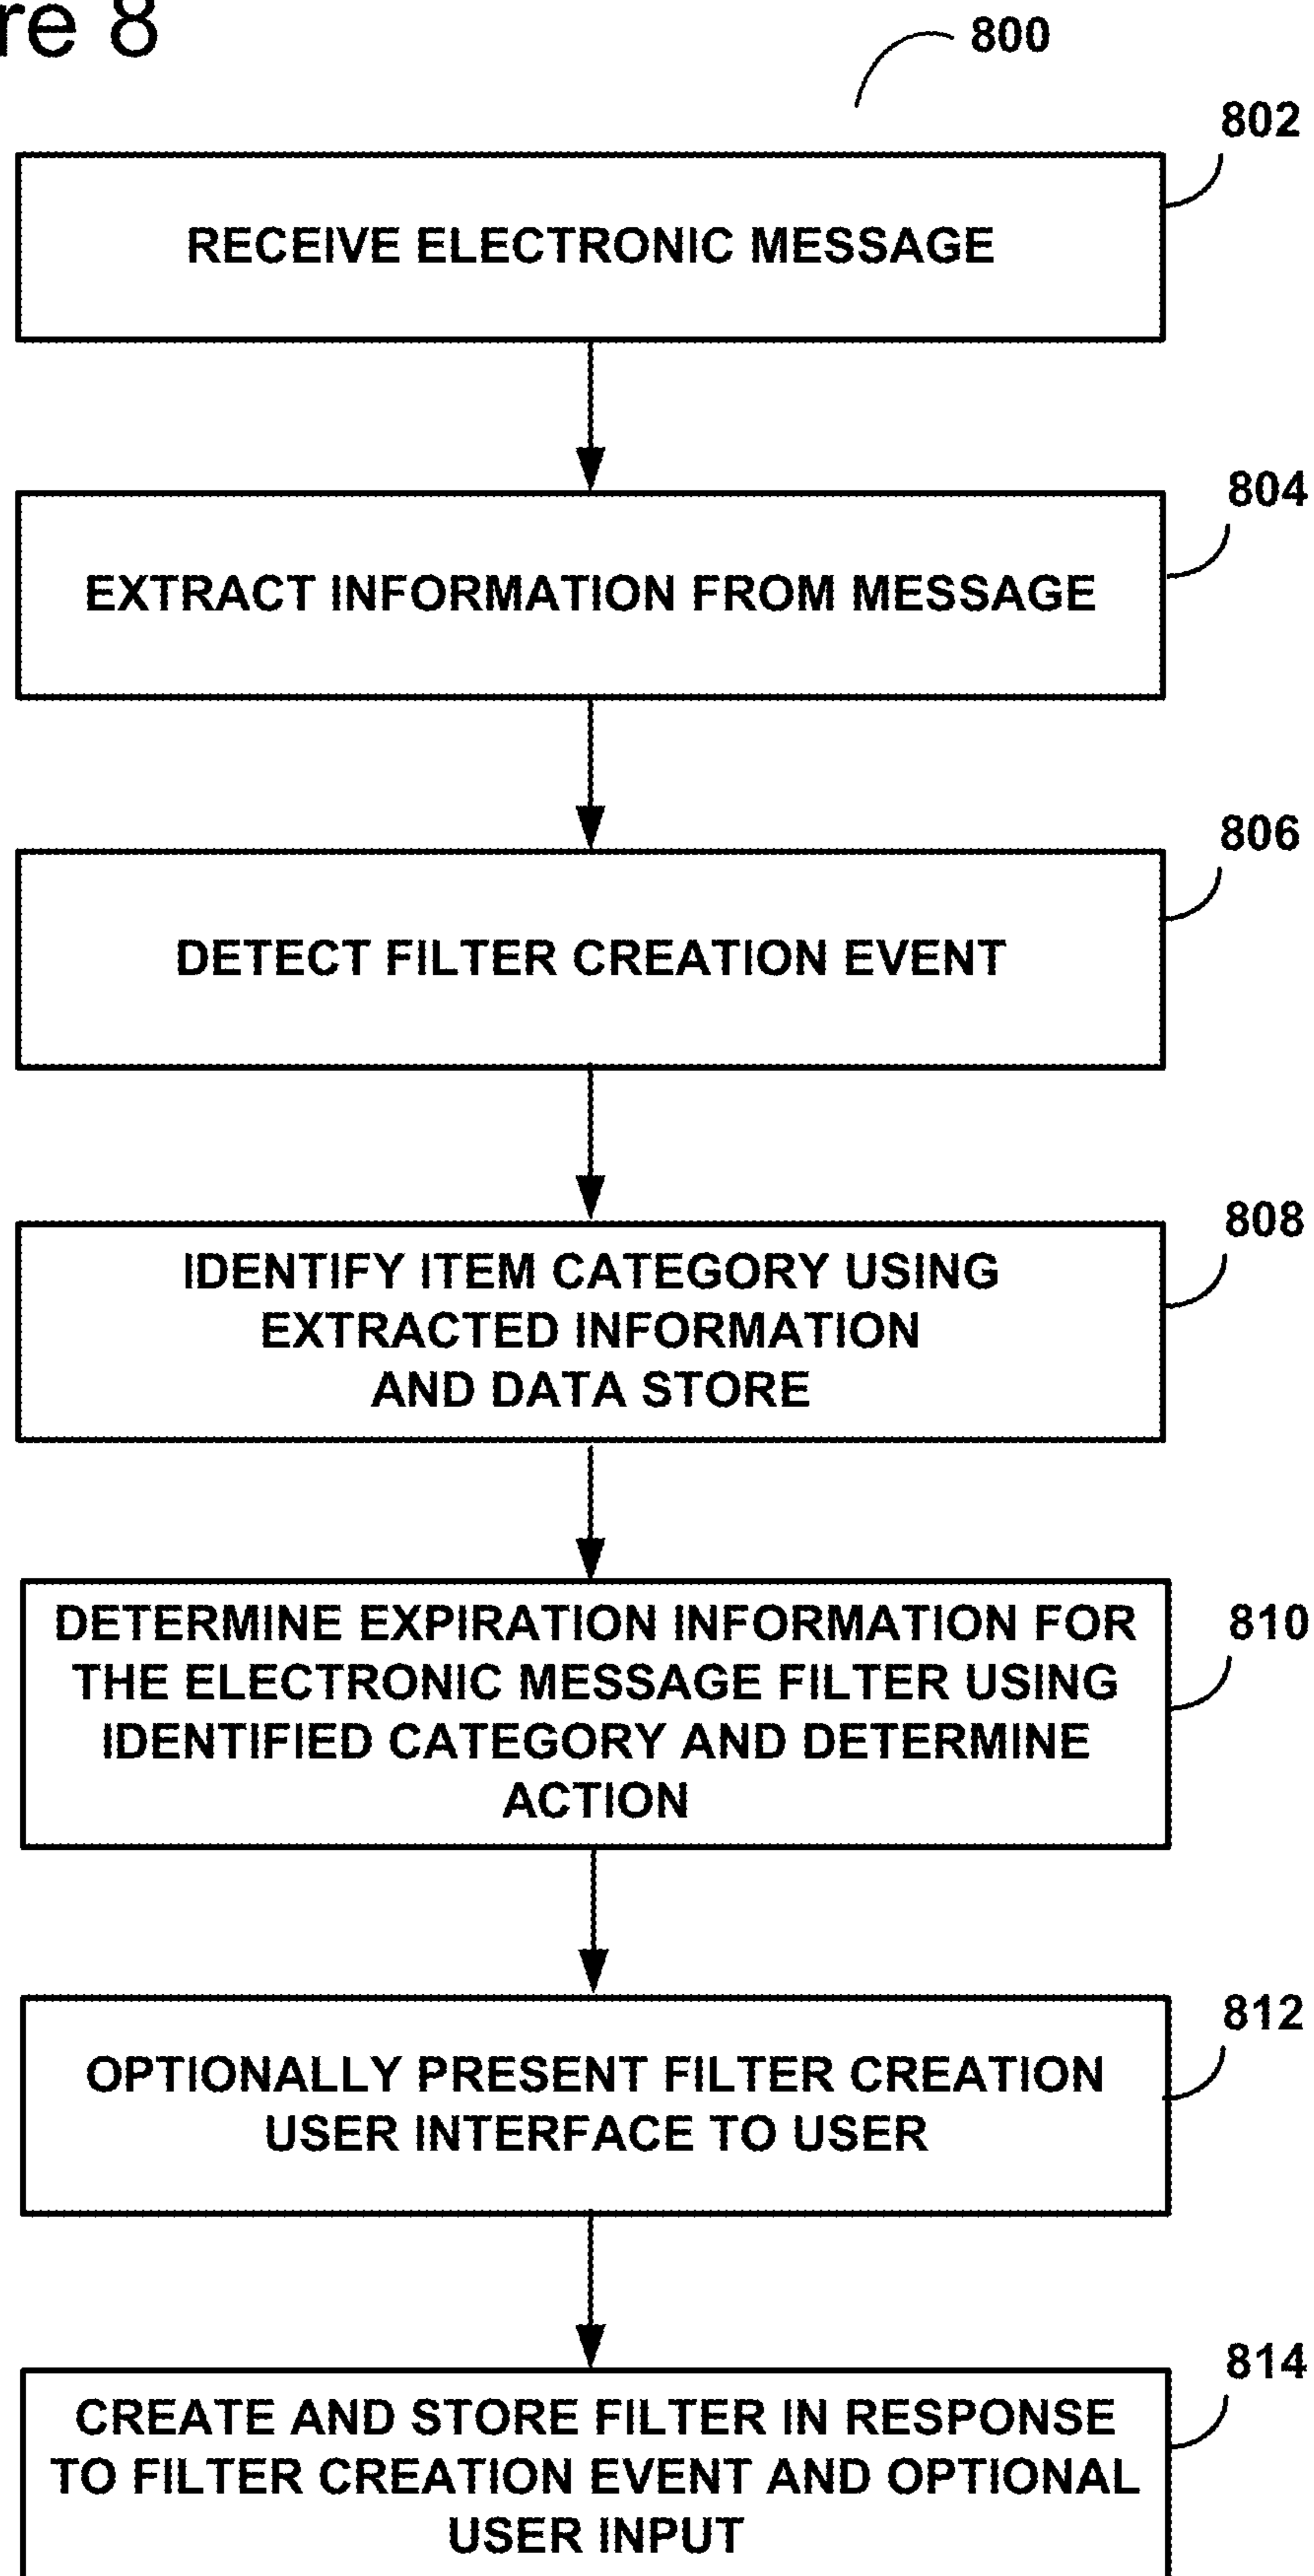 re 8
800
802
RECEIVE ELECTRONIC MESSAGE
804
EXTRACT INFORMATION FROM MESSAGE
806
DETECT FILTER CREATION EVENT
808
IDENTIFY ITEM CATEGORY USING
EXTRACTED INFORMATION
AND DATA STORE
810
DETERMINE EXPIRATION INFORMATION FOR
THE ELECTRONIC MESSAGE FILTER USING
IDENTIFIED CATEGORY AND DETERMINE
ACTION
812
OPTIONALLY PRESENT FILTER CREATION
USER INTERFACE TO USER
814
CREATE AND STORE FILTER IN RESPONSE
TO FILTER CREATION EVENT AND OPTIONAL
USER INPUT